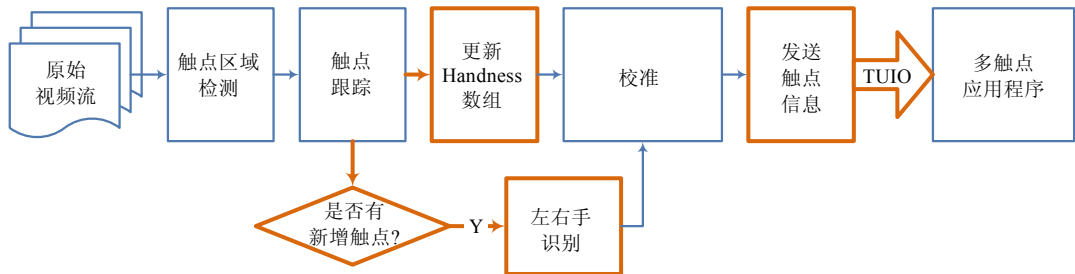 原始
视频流
触点区域
检测
触点
跟踪
更新
Handness
数组
校准
发送
触点
信息
TUIO
多触点
应用程序
是否有
新增触点?
Y
左右手
识别